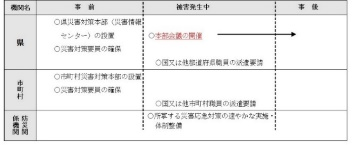 機関名 事 前 被害発生中 事 後
県
○県災害対策本部（災害情報
センター）の設置
○災害対策要員の確保
○本部会議の開催
○国又は他都道府県職員の派遣要請
市町村
○市町村災害対策本部の設置
○災害対策要員の確保
○国又は他市町村職員の派遣要請
防災関係機関
○所掌する災害応急対策の速やかな実施・
体制整備